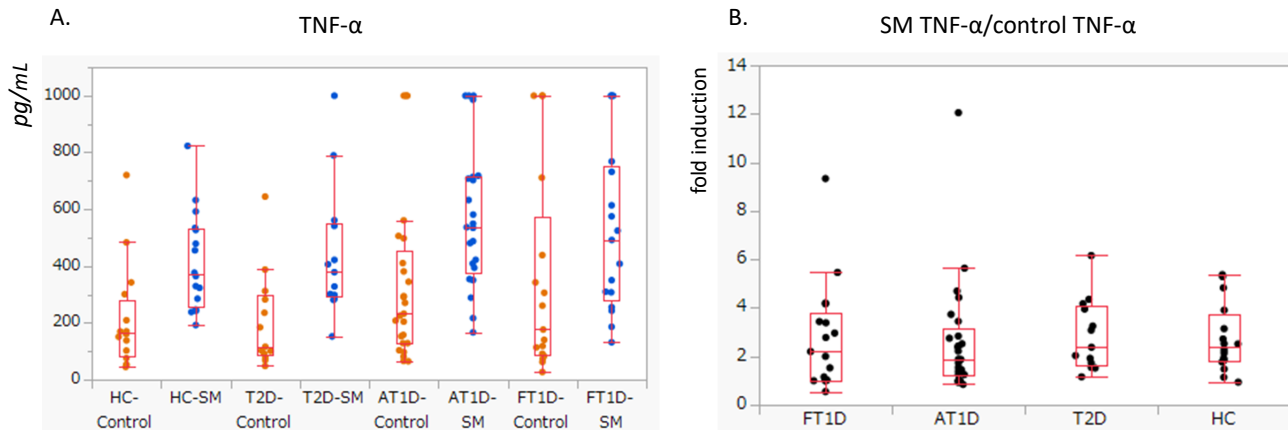 A.
TNF-α
pg/mL
1000
800
600
400
200
0
HC-
Control
HC-SM
T2D-
Control
T2D-SM
AT1D-
Control
AT1D-
SM
FT1D-
Control
FT1D-
SM
B.
SM TNF-α/control TNF-α
fold induction
14
12
10
8
6
4
2
0
FT1D
AT1D
T2D
HC